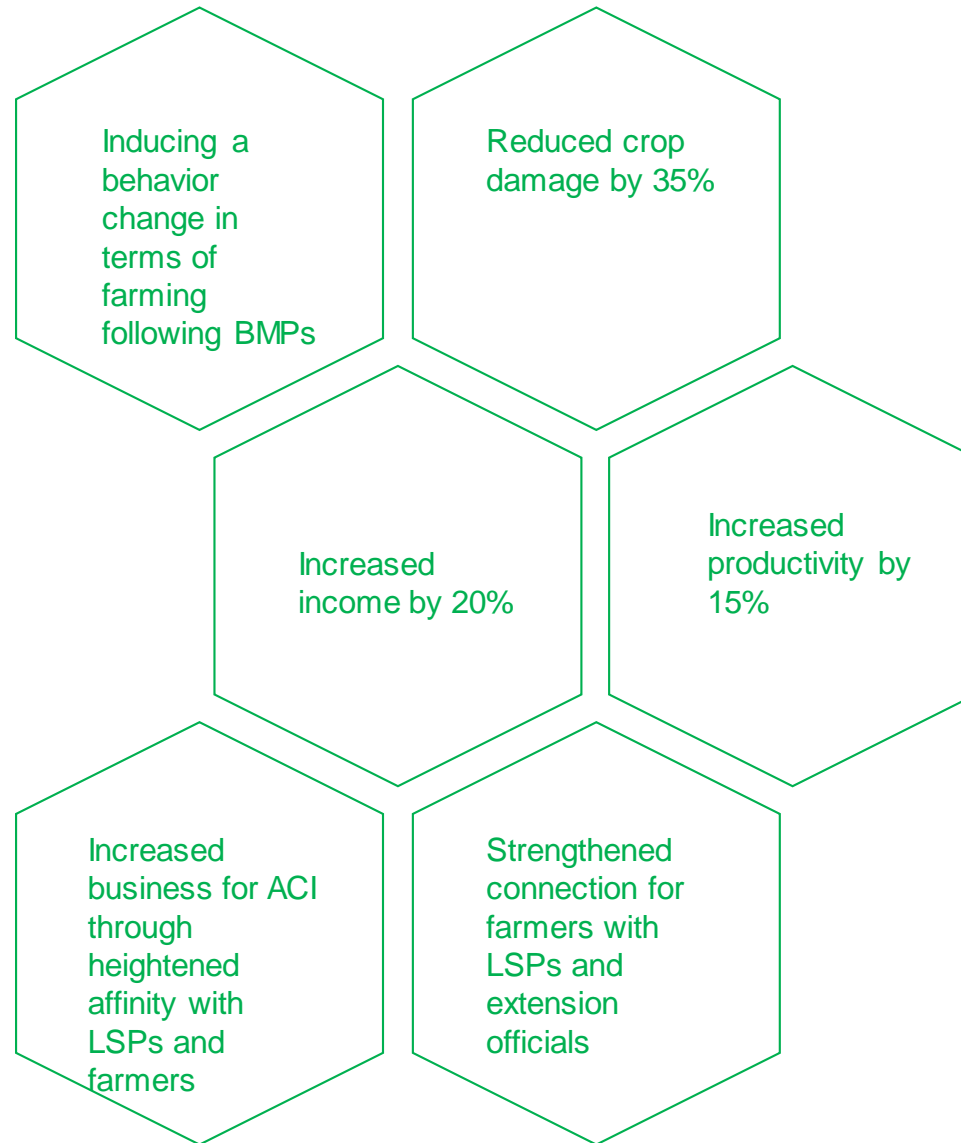 Inducing a
behavior
change in
terms of
farming
following BMPs
Reduced crop
damage by 35%
Increased
income by 20%
Increased
productivity by
15%
Increased
business for ACI
through
heightened
affinity with
LSPs and
farmers
Strengthened
connection for
farmers with
LSPs and
extension
officials